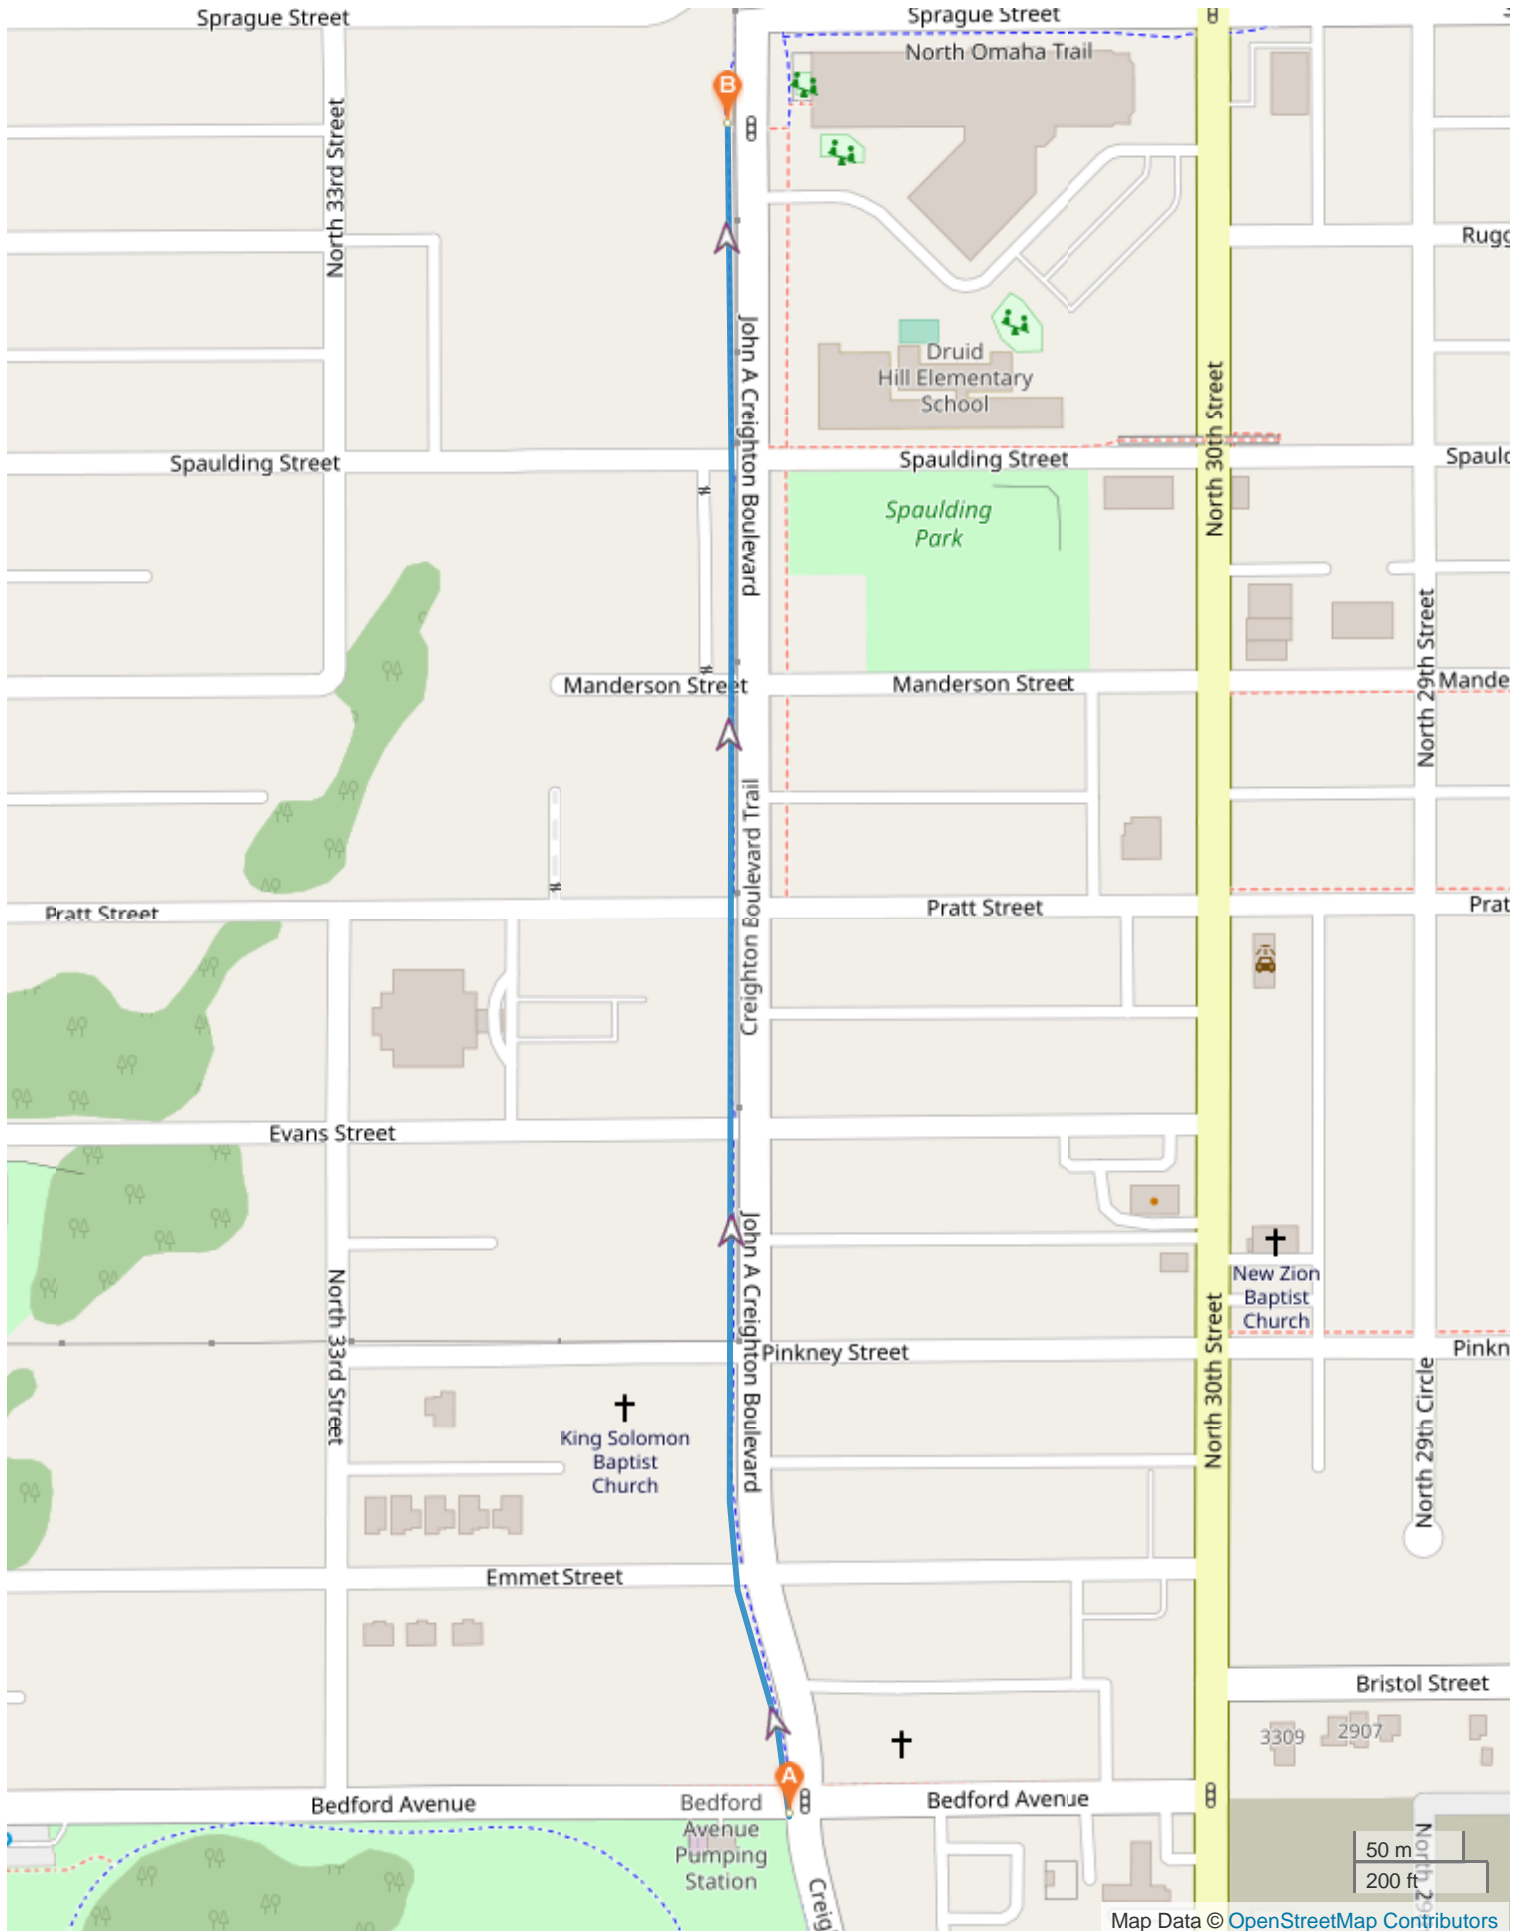 Sprague Street
Sprague Street
North Omaha Trail
B
North 33rd Street
Rugg
John A Creighton Boulevard
Druid
Hill Elementary
School
North 30th Street
Spaulding Street
Spaulding Street
Spauld
Spaulding
Park
North 29th Street
Manderson Street
Manderson Street
Mande
Creighton Boulevard Trail
Pratt Street
Pratt Street
Prat
Evans Street
John A Creighton Boulevard
North 33rd Street
New Zion
Baptist
Church
North 30th Street
Pinkney Street
Pinkn
North 29th Circle
King Solomon
Baptist
Church
Emmet Street
Bristol Street
3309
2907
A
Bedford Avenue
Bedford
Avenue
Pumping
Station
Bedford Avenue
Creig
North 29
50 m
200 ft
Map Data © OpenStreetMap Contributors